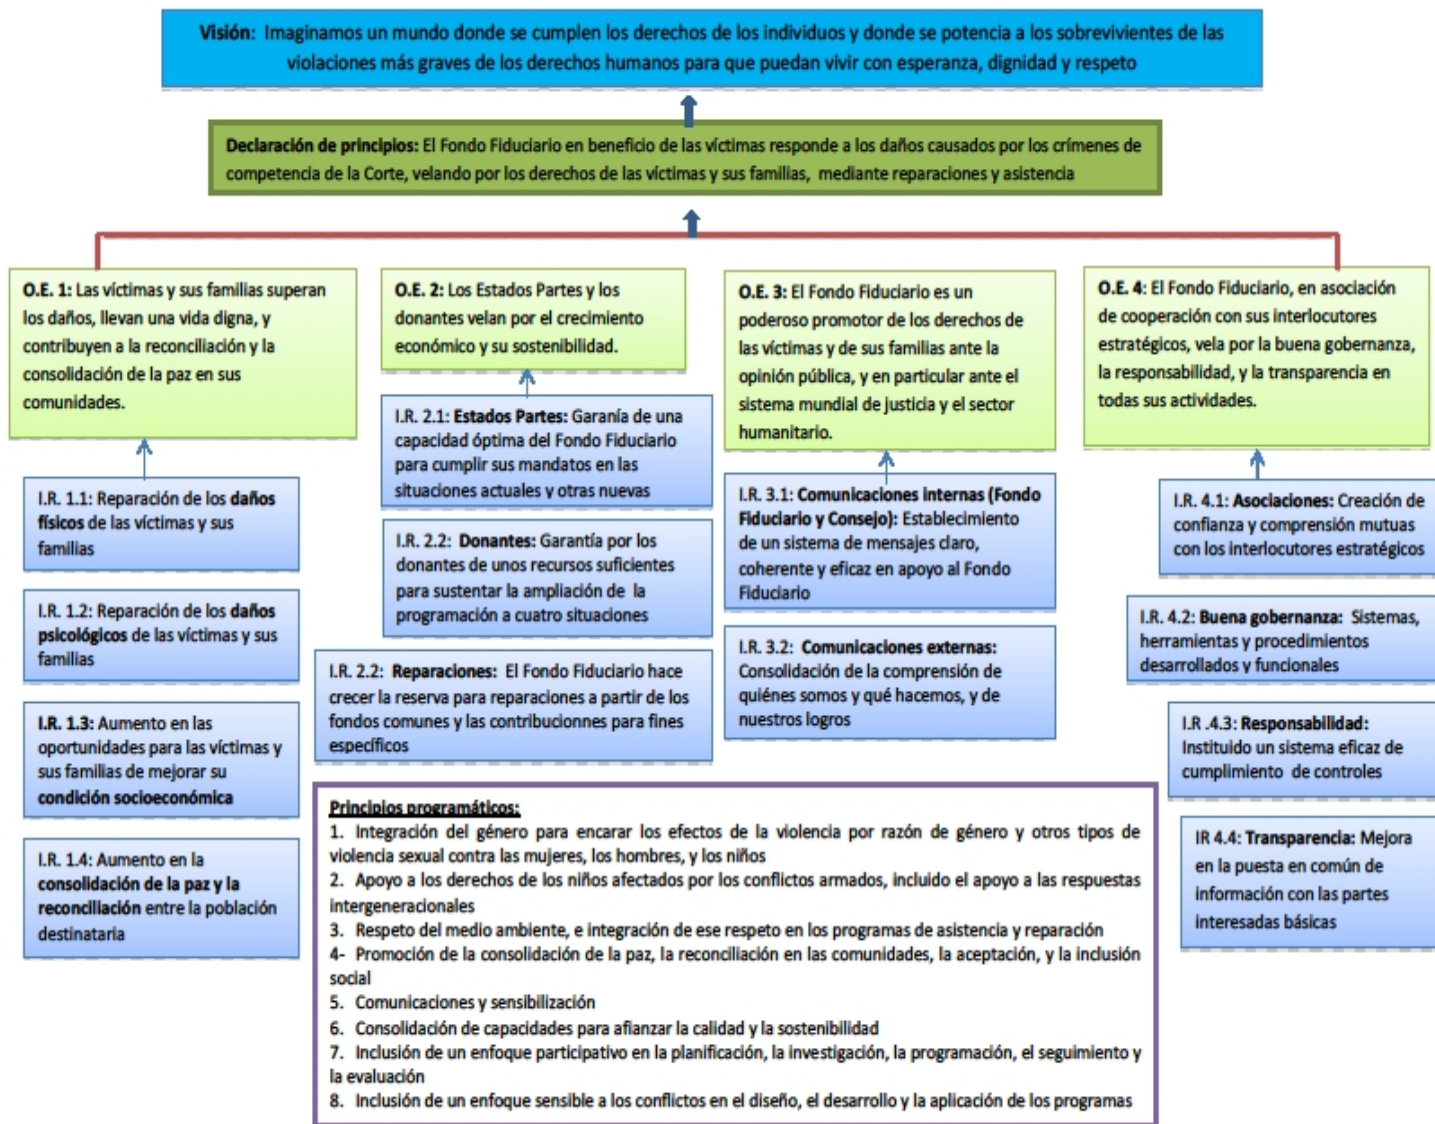 Visión: Imaginamos un mundo donde se cumplen los derechos de los individuos y donde se potencia a los sobrevivientes de las
violaciones más graves de los derechos humanos para que puedan vivir con esperanza, dignidad y respeto
Declaración de principios: El Fondo Fiduciario en beneficio de las víctimas responde a los daños causados por los crímenes de
competencia de la Corte, velando por los derechos de las víctimas y sus familias, mediante reparaciones y asistencia
O.E. 1: Las víctimas y sus familias superan
los daños, llevan una vida digna, y
contribuyen a la reconciliación y la
consolidación de la paz en sus
comunidades.
I.R. 1.1: Reparación de los daños
físicos de las víctimas y sus
familias
I.R. 1.2: Reparación de los daños
psicológicos de las víctimas y sus
familias
I.R. 1.3: Aumento en las
oportunidades para las víctimas y
sus familias de mejorar su
condición socioeconómica
I.R. 1.4: Aumento en la
consolidación de la paz y la
reconciliación entre la población
destinataria
O.E. 2: Los Estados Partes y los
donantes velan por el crecimiento
económico y su sostenibilidad.
I.R. 2.1: Estados Partes: Garanía de una
capacidad óptima del Fondo Fiduciario
para cumplir sus mandatos en las
situaciones actuales y otras nuevas
I.R. 2.2: Donantes: Garantía por los
donantes de unos recursos suficientes
para sustentar la ampliación de la
programación a cuatro situaciones
I.R. 2.2: Reparaciones: El Fondo Fiduciario hace
crecer la reserva para reparaciones a partir de los
fondos comunes y las contribucionnes para fines
específicos
O.E. 3: El Fondo Fiduciario es un
poderoso promotor de los derechos de
las víctimas y de sus familias ante la
opinión pública, y en particular ante el
sistema mundial de justicia y el sector
humanitario.
I.R. 3.1: Comunicaciones internas (Fondo
Fiduciario y Consejo): Establecimiento
de un sistema de mensajes claro,
coherente y eficaz en apoyo al Fondo
Fiduciario
I.R. 3.2: Comunicaciones externas:
Consolidación de la comprensión de
quiénes somos y qué hacemos, y de
nuestros logros
O.E. 4: El Fondo Fiduciario, en asociación
de cooperación con sus interlocutores
estratégicos, vela por la buena gobernanza,
la responsabilidad, y la transparencia en
todas sus actividades.
I.R. 4.1: Asociaciones: Creación de
confianza y comprensión mutuas
con los interlocutores estratégicos
I.R. 4.2: Buena gobernanza: Sistemas,
herramientas y procedimientos
desarrollados y funcionales
I.R .4.3: Responsabilidad:
Instituido un sistema eficaz de
cumplimiento de controles
IR 4.4: Transparencia: Mejora
en la puesta en común de
información con las partes
interesadas básicas
Principios programáticos:
1. Integración del género para encarar los efectos de la violencia por razón de género y otros tipos de
violencia sexual contra las mujeres, los hombres, y los niños
2. Apoyo a los derechos de los niños afectados por los conflictos armados, incluido el apoyo a las respuestas
intergeneracionales
3. Respeto del medio ambiente, e integración de ese respeto en los programas de asistencia y reparación
4- Promoción de la consolidación de la paz, la reconciliación en las comunidades, la aceptación, y la inclusión
social
5. Comunicaciones y sensibilización
6. Consolidación de capacidades para afianzar la calidad y la sostenibilidad
7. Inclusión de un enfoque participativo en la planificación, la investigación, la programación, el seguimiento y
la evaluación
8. Inclusión de un enfoque sensible a los conflictos en el diseño, el desarrollo y la aplicación de los programas